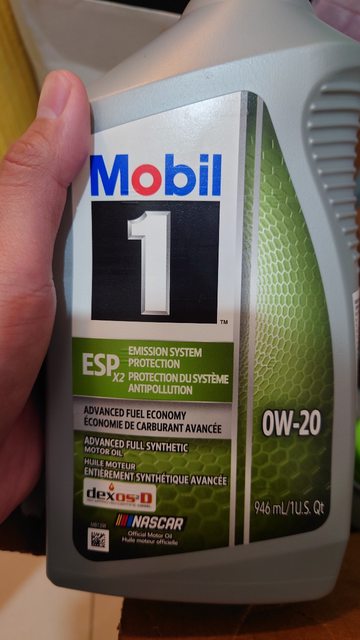 Mobil
1
TM
ESP X2
EMISSION SYSTEM
PROTECTION
PROTECTION DU SYSTÈME
ANTIPOLLUTION
ADVANCED FUEL ECONOMY
ÉCONOMIE DE CARBURANT AVANCÉE
0W-20
ADVANCED FULL SYNTHETIC
MOTOR OIL
HUILE MOTEUR
ENTIÈREMENT SYNTHÉTIQUE AVANCÉE
dexosD
946 mL/1U.S. Qt
NASCAR
Official Motor Oil
Huile moteur officielle